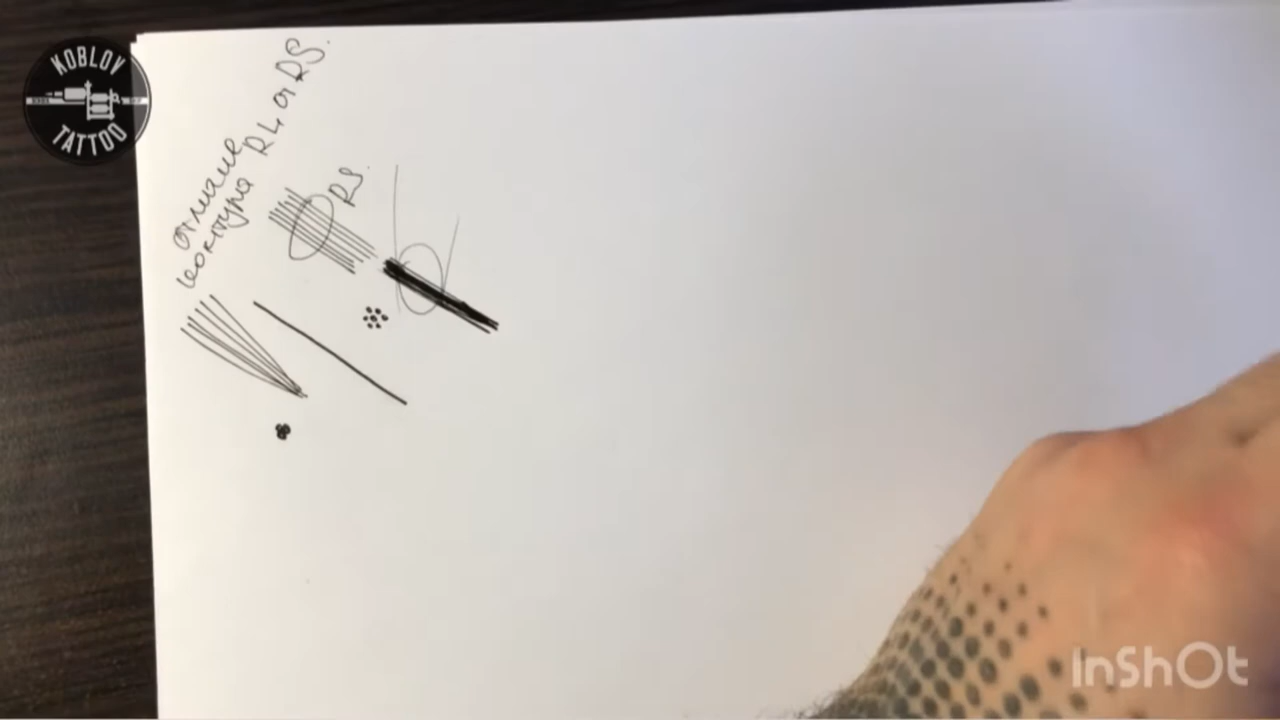 KOBLOV
TATTOO
отличие
контура RL от RS.
RS.
InShOt